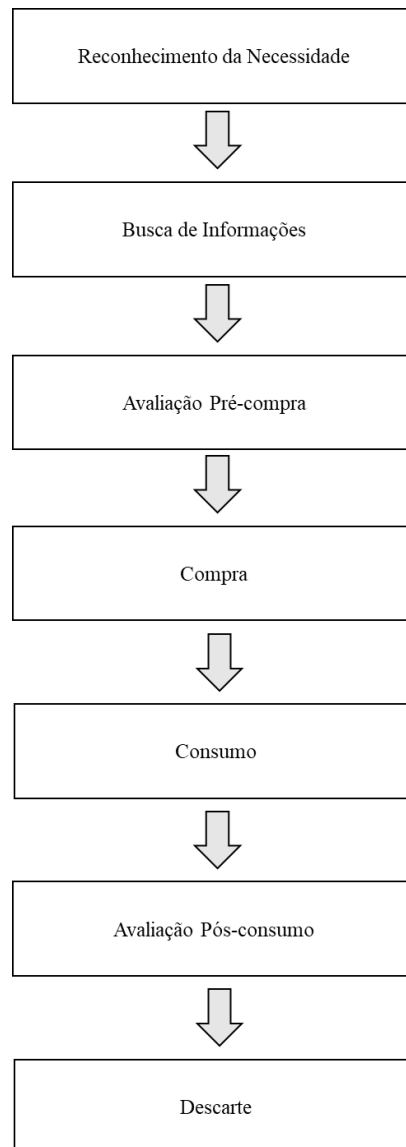 Reconhecimento da Necessidade
Busca de Informações
Avaliação Pré-compra
Compra
Consumo
Avaliação Pós-consumo
Descarte